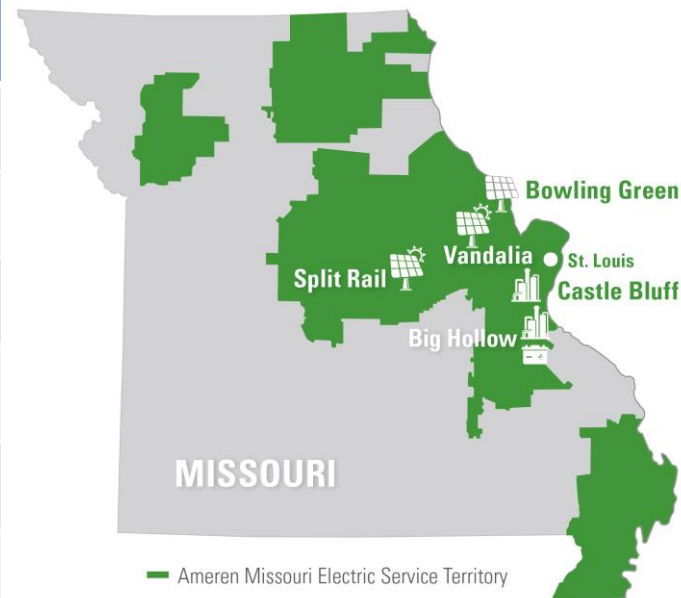 Bowling Green
Vandalia
St. Louis
Split Rail
Castle Bluff
Big Hollow
MISSOURI
Ameren Missouri Electric Service Territory